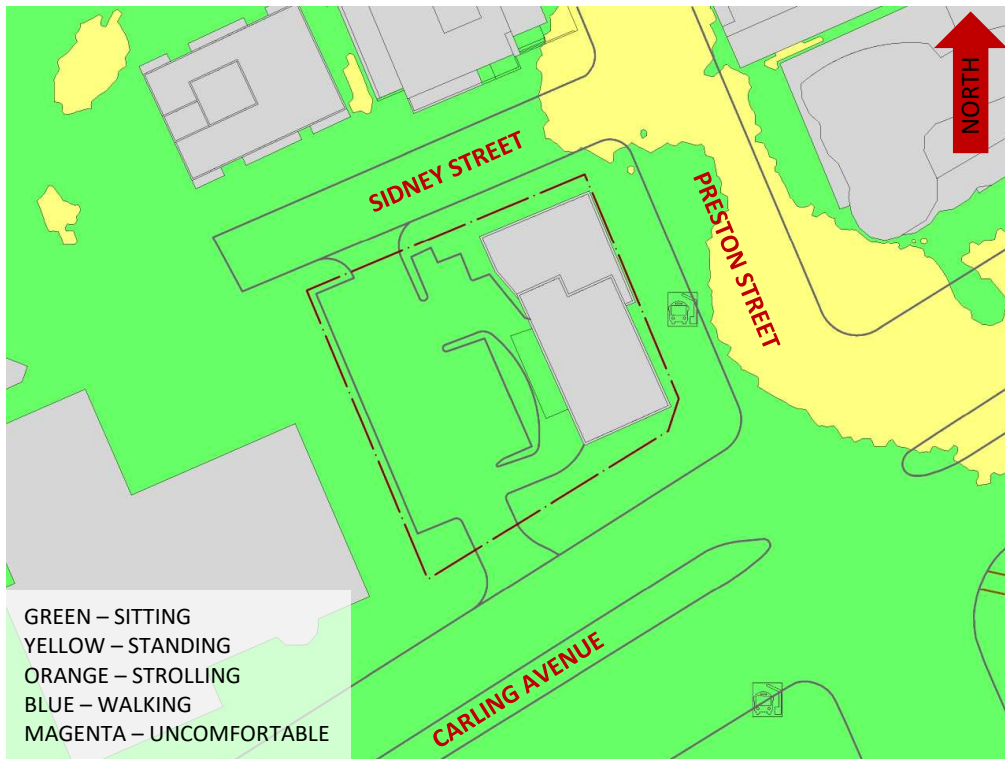 NORTH
SIDNEY STREET
PRESTON STREET
GREEN – SITTING
YELLOW – STANDING
ORANGE – STROLLING
BLUE – WALKING
MAGENTA – UNCOMFORTABLE
CARLING AVENUE